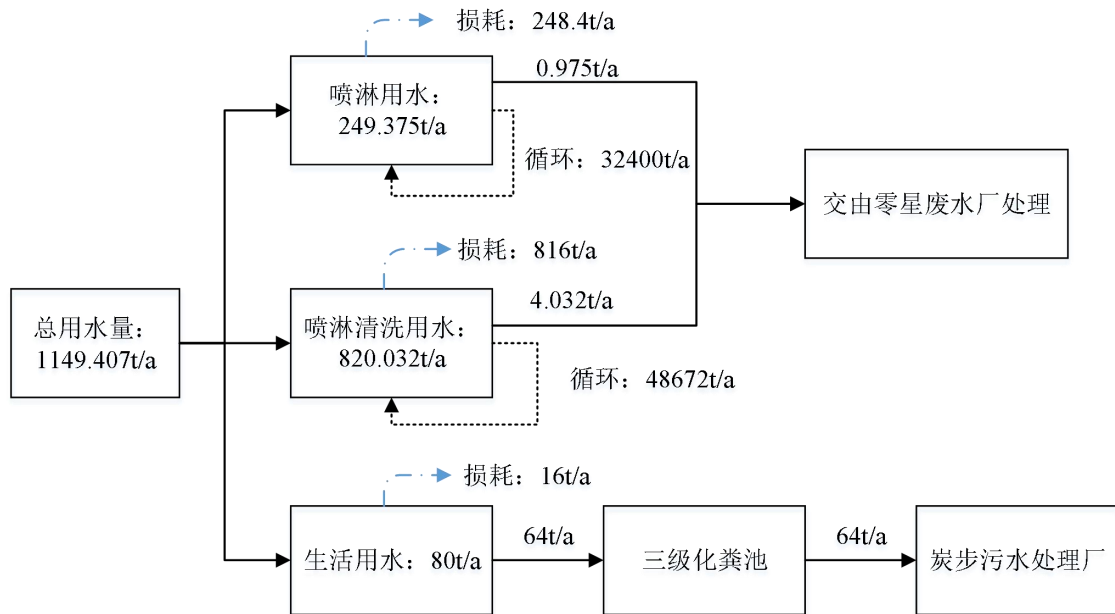 损耗：248.4t/a
0.975t/a
喷淋用水：
249.375t/a
循环：32400t/a
交由零星废水厂处理
损耗：816t/a
4.032t/a
总用水量：
1149.407t/a
喷淋清洗用水：
820.032t/a
循环：48672t/a
损耗：16t/a
生活用水：80t/a
64t/a
三级化粪池
64t/a
炭步污水处理厂